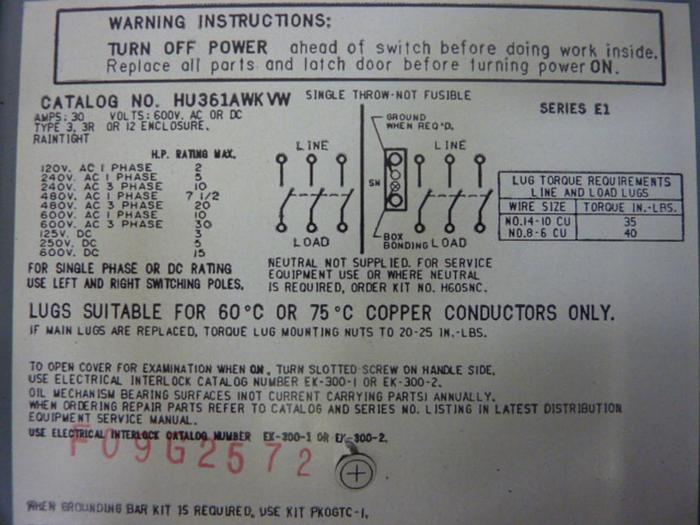 WARNING INSTRUCTIONS:
TURN OFF POWER ahead of switch before doing work inside.
Replace all parts and latch door before turning power ON.
CATALOG NO. HU361AWKVW SINGLE THROW-NOT FUSIBLE SERIES E1
AMPS: 30 VOLTS: 600V. AC OR DC
TYPE 3, 3R OR 12 ENCLOSURE.
RAINTIGHT
H.P. RATING MAX.
120V. AC 1 PHASE 2
240V. AC 1 PHASE 5
240V. AC 3 PHASE 10
480V. AC 1 PHASE 7 1/2
480V. AC 3 PHASE 20
600V. AC 1 PHASE 10
600V. AC 3 PHASE 30
125V. DC 3
250V. DC 5
600V. DC 15
FOR SINGLE PHASE OR DC RATING
USE LEFT AND RIGHT SWITCHING POLES.
LINE
LOAD
GROUND
WHEN REQ'D.
LINE
SN
BOX
BONDING LOAD
NEUTRAL NOT SUPPLIED. FOR SERVICE
EQUIPMENT USE OR WHERE NEUTRAL
IS REQUIRED, ORDER KIT NO. H60SNC.
LUG TORQUE REQUIREMENTS
LINE AND LOAD LUGS
WIRE SIZE TORQUE IN.-LBS.
NO.14-10 CU 35
NO.8-6 CU 40
LUGS SUITABLE FOR 60°C OR 75°C COPPER CONDUCTORS ONLY.
IF MAIN LUGS ARE REPLACED, TORQUE LUG MOUNTING NUTS TO 20-25 IN.-LBS.
TO OPEN COVER FOR EXAMINATION WHEN ON, TURN SLOTTED SCREW ON HANDLE SIDE.
USE ELECTRICAL INTERLOCK CATALOG NUMBER EK-300-1 OR EK-300-2.
OIL MECHANISM BEARING SURFACES (NOT CURRENT CARRYING PARTS) ANNUALLY.
WHEN ORDERING REPAIR PARTS REFER TO CATALOG AND SERIES NO. LISTING IN LATEST DISTRIBUTION
EQUIPMENT SERVICE MANUAL.
USE ELECTRICAL INTERLOCK CATALOG NUMBER EK-300-1 OR EK-300-2.
F09G2572
WHEN GROUNDING BAR KIT IS REQUIRED, USE KIT PK0GTC-1.